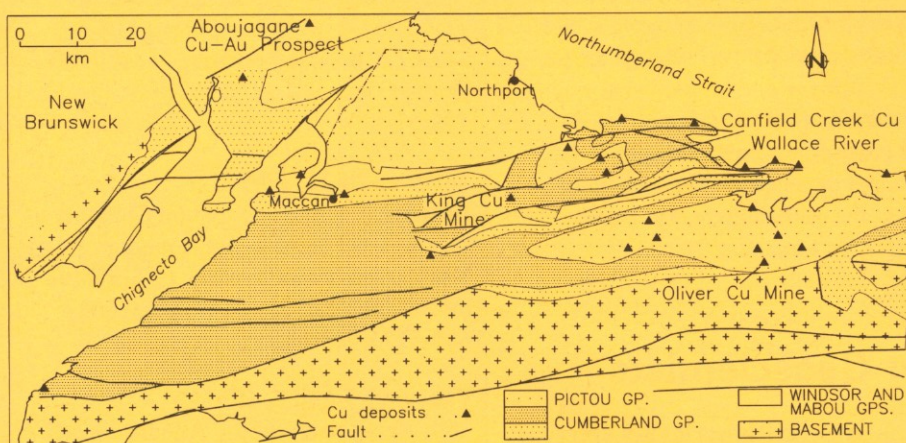 0 10 20
km
Aboujagane
Cu-Au Prospect
Northumberland Strait
N
New
Brunswick
Northport
Canfield Creek Cu
Wallace River
Maccan
King Cu
Mine
Chignecto Bay
Oliver Cu Mine
Cu deposits . .
Fault . . .
PICTOU GP.
CUMBERLAND GP.
WINDSOR AND
MABOU GPS.
BASEMENT